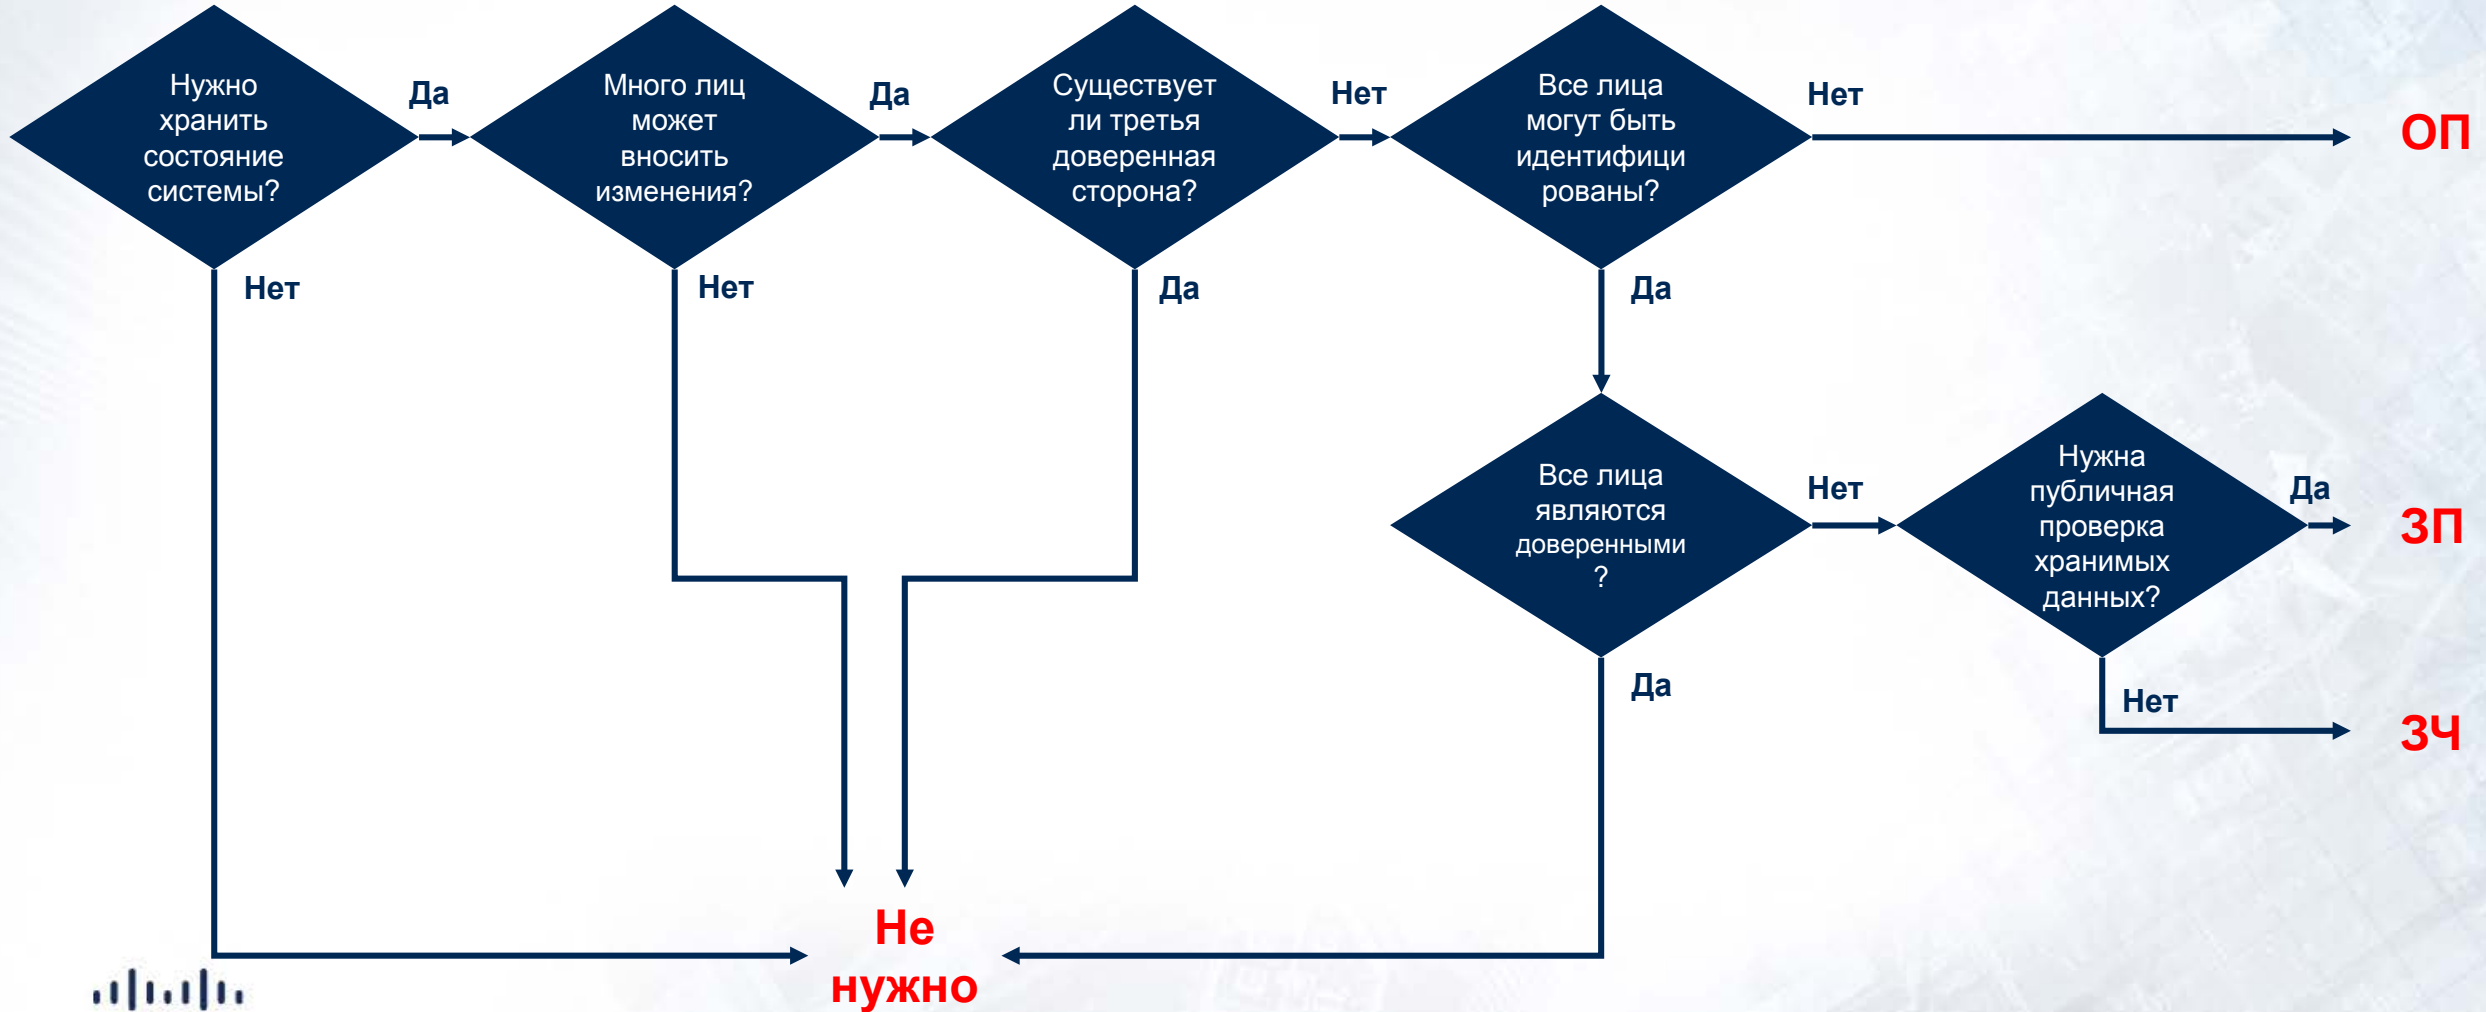 Нужно
хранить
состояние
системы?
Да
Нет
Много лиц
может
вносить
изменения?
Да
Нет
Существует
ли третья
доверенная
сторона?
Нет
Да
Все лица
могут быть
идентифици
рованы?
Нет
Да
ОП
Все лица
являются
доверенными
?
Нет
Да
Нужна
публичная
проверка
хранимых
данных?
Да
Нет
ЗП
ЗЧ
Не
нужно